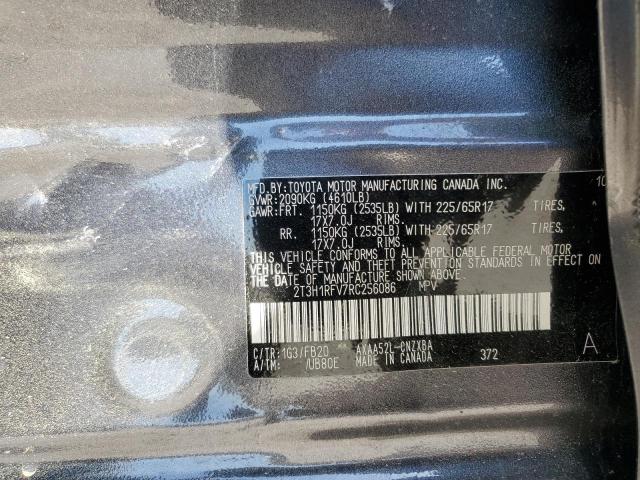 MFD.BY:TOYOTA MOTOR MANUFACTURING CANADA INC. 10
GVWR:2090KG (4610LB)
GAWR:FRT. 1150KG (2535LB) WITH 225/65R17 TIRES,
17X7.0J RIMS.
RR. 1150KG (2535LB) WITH 225/65R17 TIRES,
17X7.0J RIMS.
THIS VEHICLE CONFORMS TO ALL APPLICABLE FEDERAL MOTOR
VEHICLE SAFETY AND THEFT PREVENTION STANDARDS IN
EFFECT ON THE DATE OF MANUFACTURE SHOWN ABOVE.
2T3H1RFV7RC256086 MPV
C/TR:1G3/FB20 AXAA52L-CNZXBA A
A/TM: /UB80E MADE IN CANADA 372